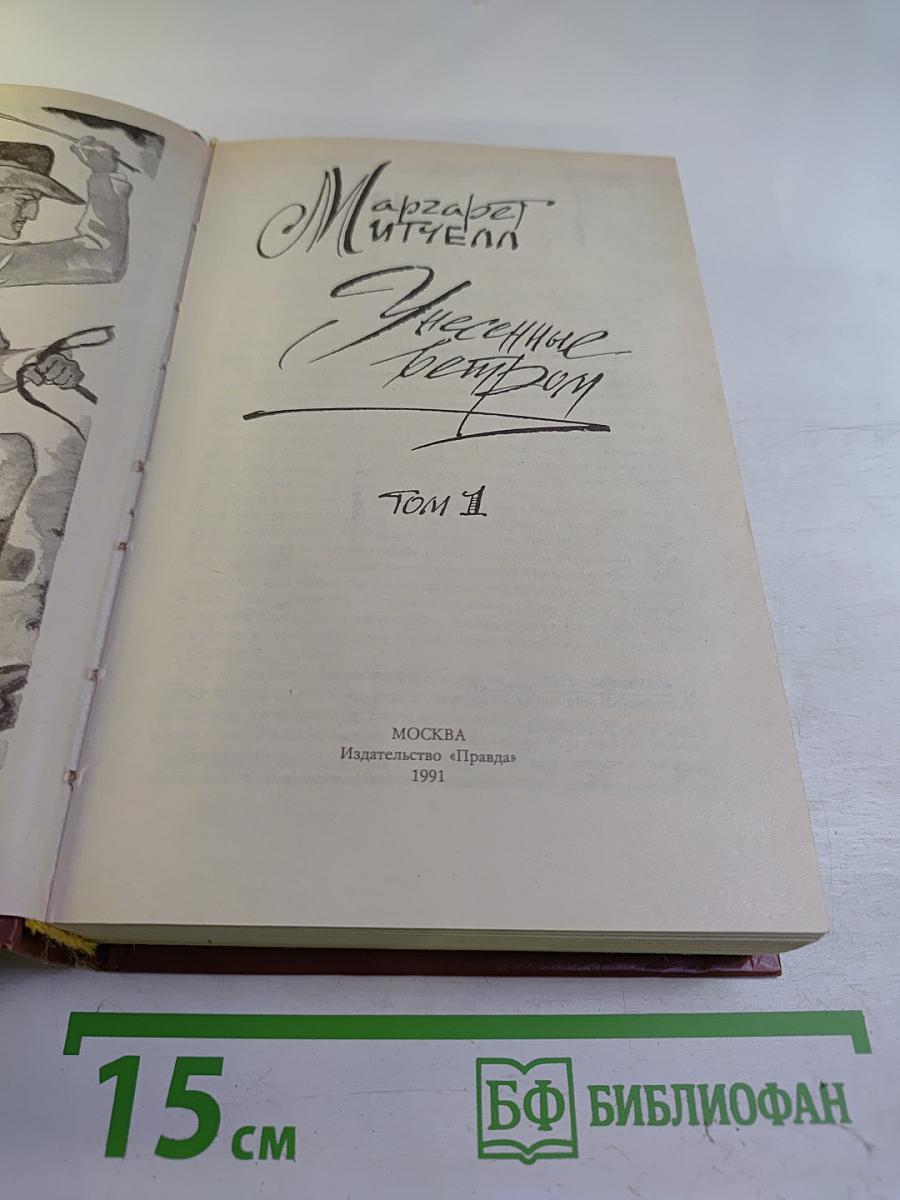 Маргарет
Митчелл
Унесенные
ветром
Том 1
МОСКВА
Издательство «Правда»
1991
15 см
БФ БИБЛИОФАН